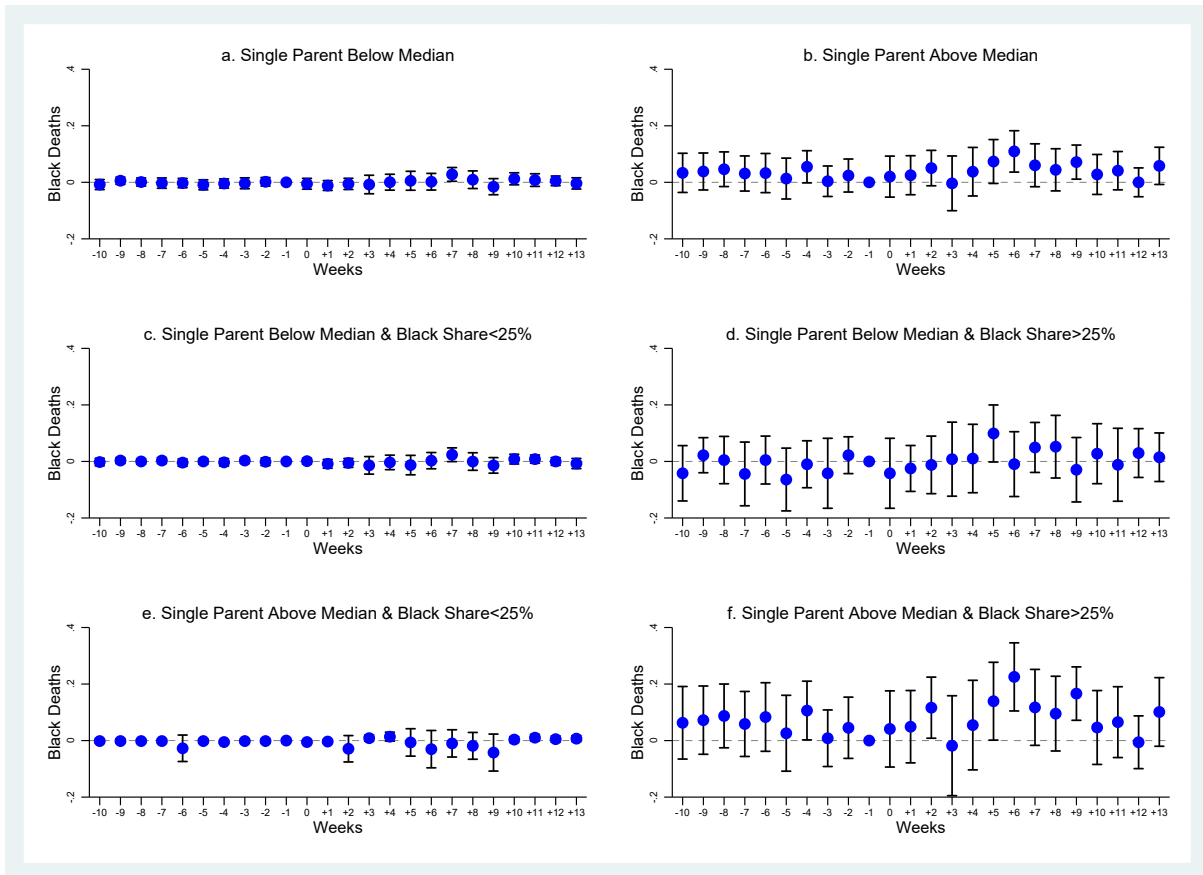 a. Single Parent Below Median
Black Deaths
.4
.2
0
-.2
-10 -9 -8 -7 -6 -5 -4 -3 -2 -1 0 +1 +2 +3 +4 +5 +6 +7 +8 +9 +10 +11 +12 +13
Weeks
b. Single Parent Above Median
Black Deaths
.4
.2
0
-.2
-10 -9 -8 -7 -6 -5 -4 -3 -2 -1 0 +1 +2 +3 +4 +5 +6 +7 +8 +9 +10 +11 +12 +13
Weeks
c. Single Parent Below Median & Black Share<25%
Black Deaths
.4
.2
0
-.2
-10 -9 -8 -7 -6 -5 -4 -3 -2 -1 0 +1 +2 +3 +4 +5 +6 +7 +8 +9 +10 +11 +12 +13
Weeks
d. Single Parent Below Median & Black Share>25%
Black Deaths
.4
.2
0
-.2
-10 -9 -8 -7 -6 -5 -4 -3 -2 -1 0 +1 +2 +3 +4 +5 +6 +7 +8 +9 +10 +11 +12 +13
Weeks
e. Single Parent Above Median & Black Share<25%
Black Deaths
.4
.2
0
-.2
-10 -9 -8 -7 -6 -5 -4 -3 -2 -1 0 +1 +2 +3 +4 +5 +6 +7 +8 +9 +10 +11 +12 +13
Weeks
f. Single Parent Above Median & Black Share>25%
Black Deaths
.4
.2
0
-.2
-10 -9 -8 -7 -6 -5 -4 -3 -2 -1 0 +1 +2 +3 +4 +5 +6 +7 +8 +9 +10 +11 +12 +13
Weeks